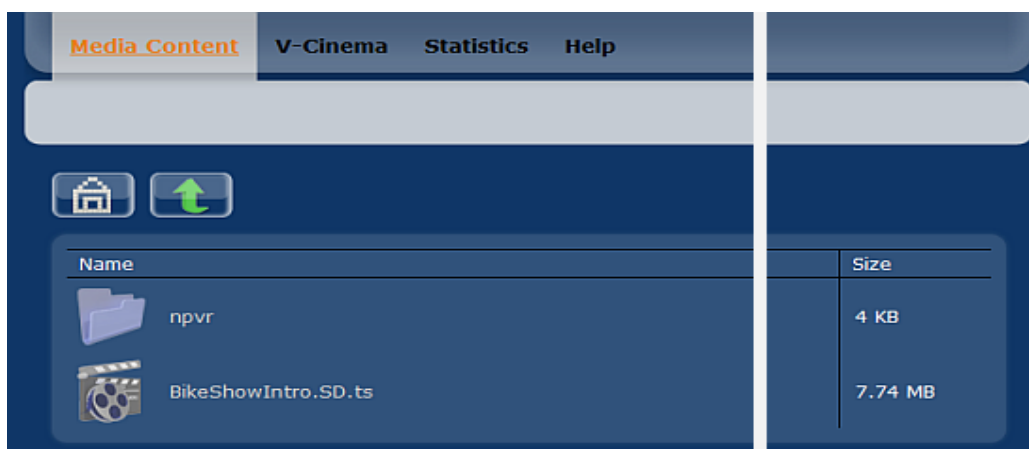 Media Content V-Cinema Statistics Help
Name Size
npvr 4 KB
BikeShowIntro.SD.ts 7.74 MB